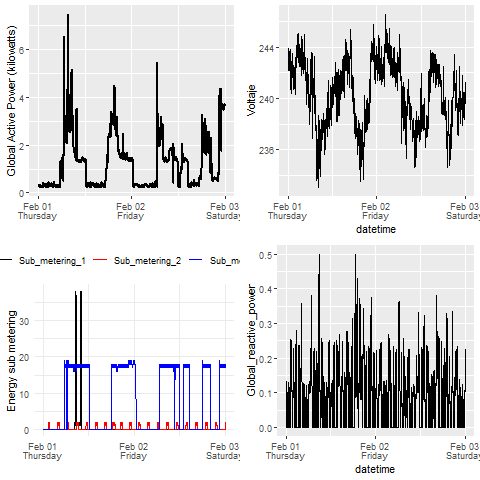 Global Active Power (kilowatts)
6
4
2
0
Feb 01
Thursday
Feb 02
Friday
Feb 03
Saturday
Voltaje
244
240
236
Feb 01
Thursday
Feb 02
Friday
Feb 03
Saturday
datetime
Sub_metering_1
Sub_metering_2
Sub_m
Energy sub metering
30
20
10
0
Feb 01
Thursday
Feb 02
Friday
Feb 03
Saturday
Global_reactive_power
0.5
0.4
0.3
0.2
0.1
0.0
Feb 01
Thursday
Feb 02
Friday
Feb 03
Saturday
datetime